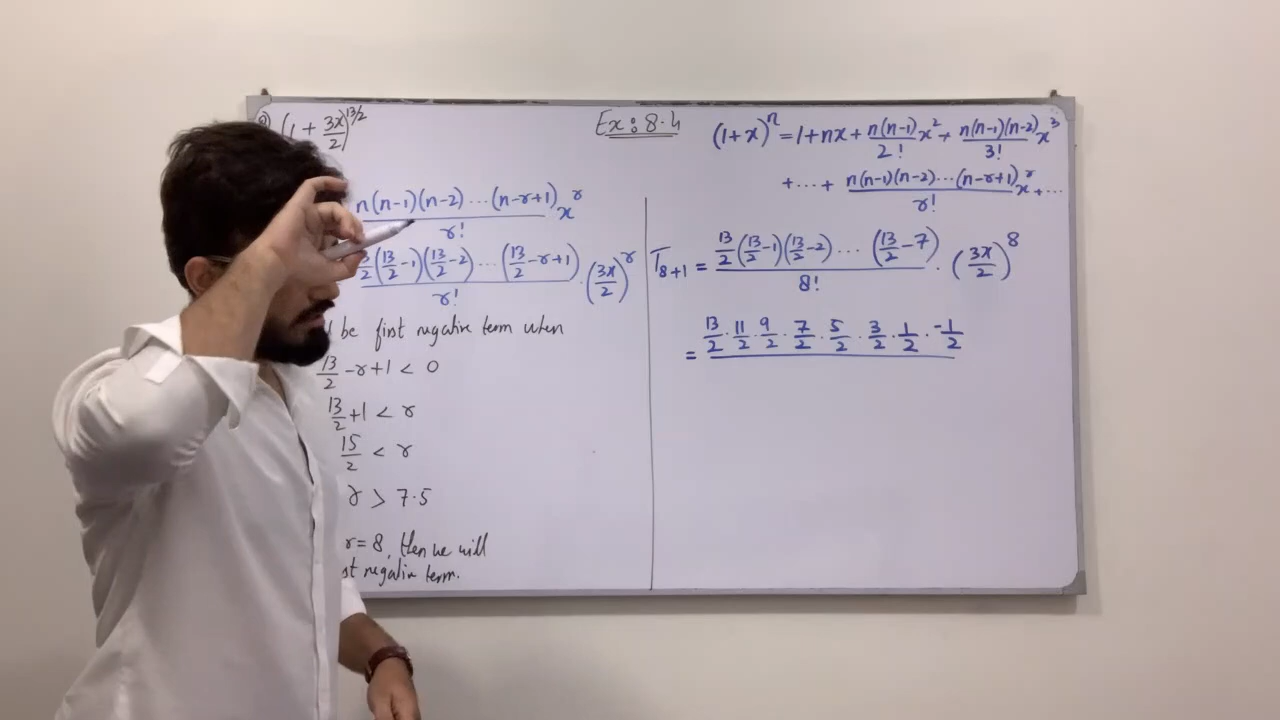 (1 + 3x/2)^13/2
Ex: 8.4
(1+x)^n = 1+nx+ n(n-1)/2! x^2 + n(n-1)(n-2)/3! x^3
+ ... + n(n-1)(n-2)...(n-r+1)/r! x^r + ...
n(n-1)(n-2)...(n-r+1)/r! x^r
(13/2 -1)(13/2 -2)...(13/2 -r+1)/r! . (3x/2)^r
be first negative term when
13/2 -r+1 < 0
13/2 +1 < r
15/2 < r
r > 7.5
r=8, then we will
negative term.
T8+1 = 13/2 (13/2 -1)(13/2 -2)...(13/2 -7)/8! . (3x/2)^8
= 13/2 . 11/2 . 9/2 . 7/2 . 5/2 . 3/2 . 1/2 . -1/2